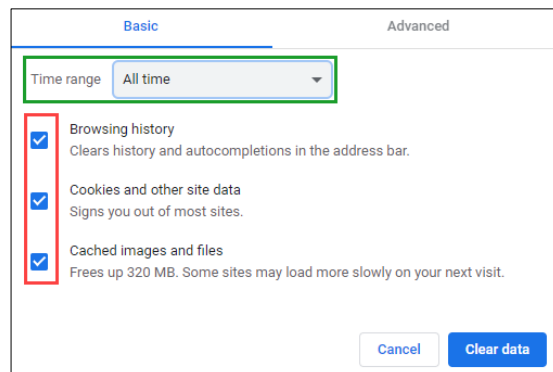 Basic Advanced
Time range All time
Browsing history
Clears history and autocompletions in the address bar.
Cookies and other site data
Signs you out of most sites.
Cached images and files
Frees up 320 MB. Some sites may load more slowly on your next visit.
Cancel Clear data